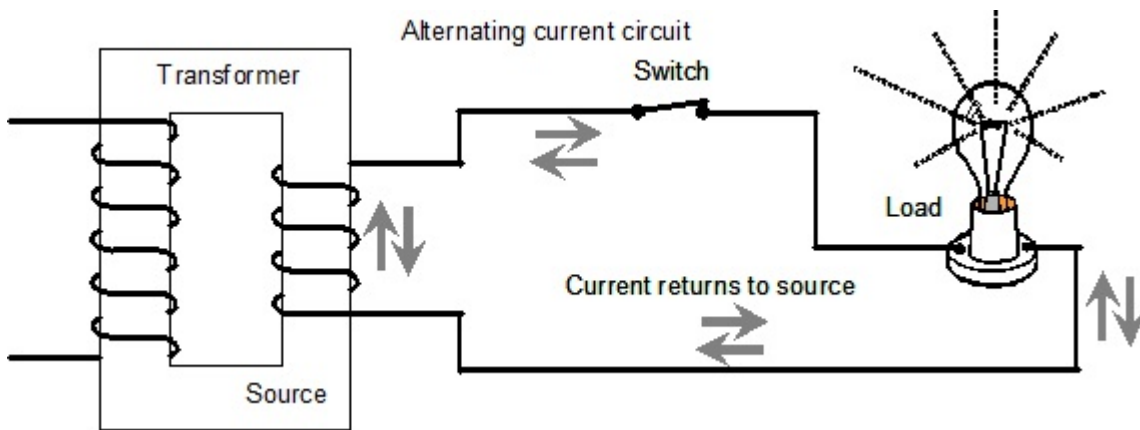 Alternating current circuit
Transformer
Switch
Load
Current returns to source
Source